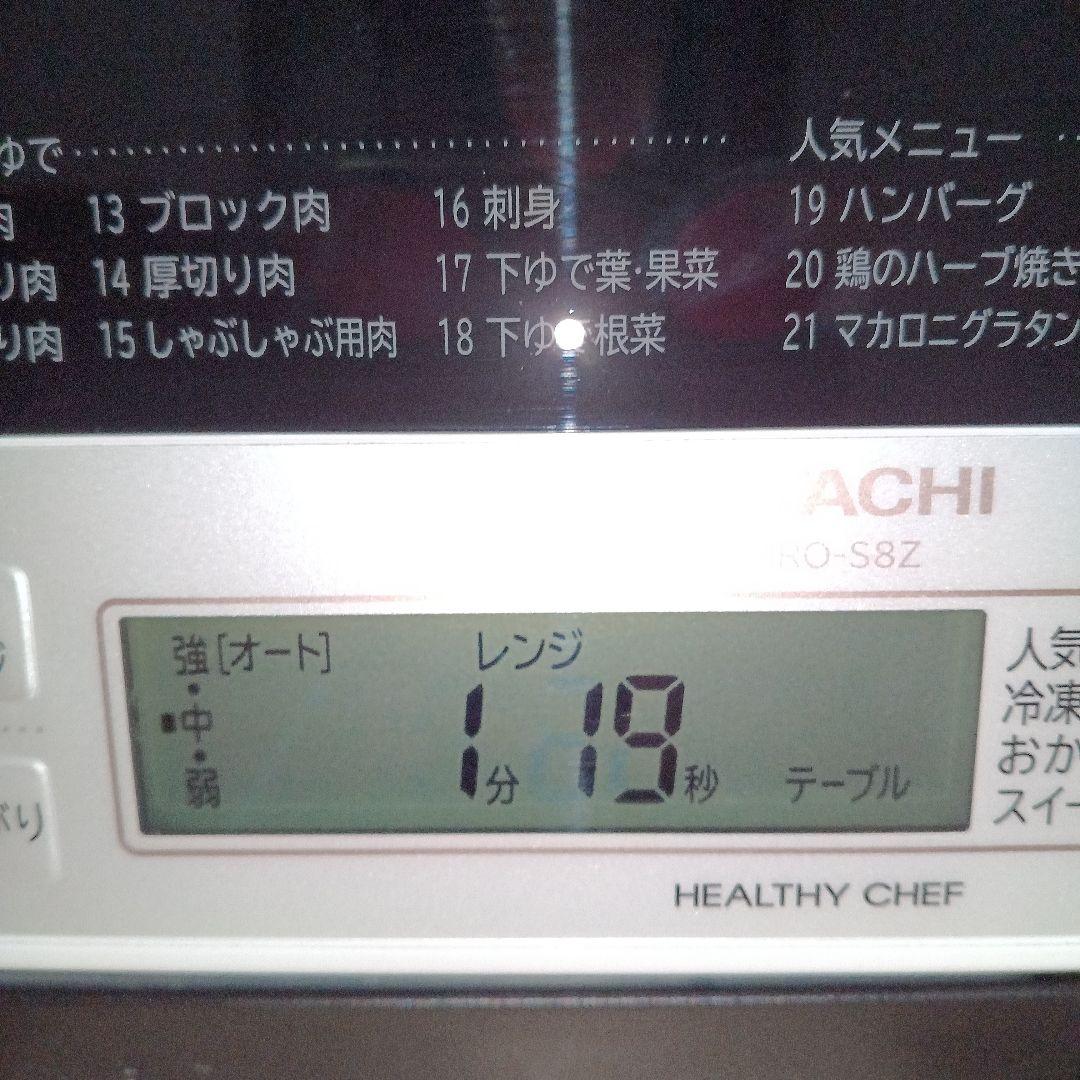 ゆで 人気メニュー
肉 13 ブロック肉 16 刺身 19 ハンバーグ
り肉 14 厚切り肉 17 下ゆで葉・果菜 20 鶏のハーブ焼き
り肉 15 しゃぶしゃぶ用肉 18 下ゆで根菜 21 マカロニグラタン
ACHI
RO-S8Z
強[オート] レンジ
中
弱
1分 19秒 テーブル
人気
冷凍
おか
スイー
ぶり
HEALTHY CHEF